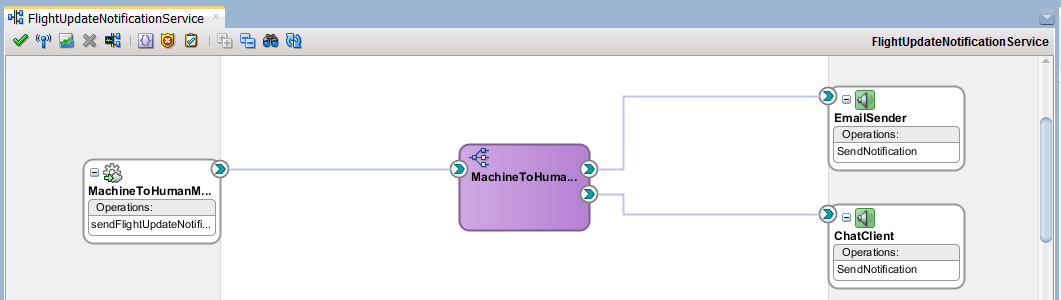 FlightUpdateNotificationService
FlightUpdateNotificationService
MachineToHumanM...
Operations:
sendFlightUpdateNotifi...
MachineToHuma...
EmailSender
Operations:
SendNotification
ChatClient
Operations:
SendNotification